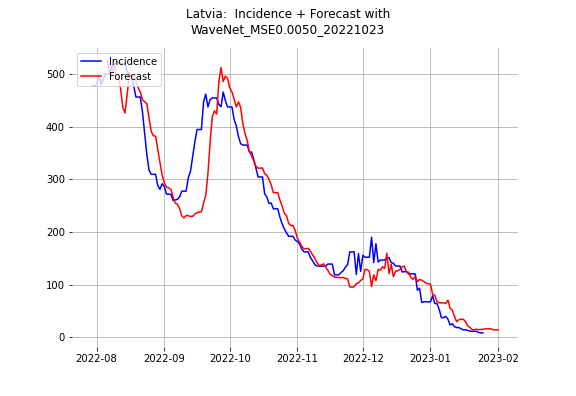 Latvia:  Incidence + Forecast with
WaveNet_MSE0.0050_20221023
Incidence
Forecast
500
400
300
200
100
0
2022-08 2022-09 2022-10 2022-11 2022-12 2023-01 2023-02